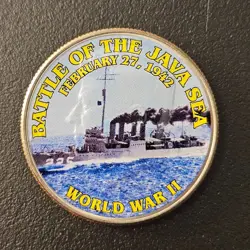 BATTLE OF THE JAVA SEA
FEBRUARY 27, 1942
WORLD WAR II